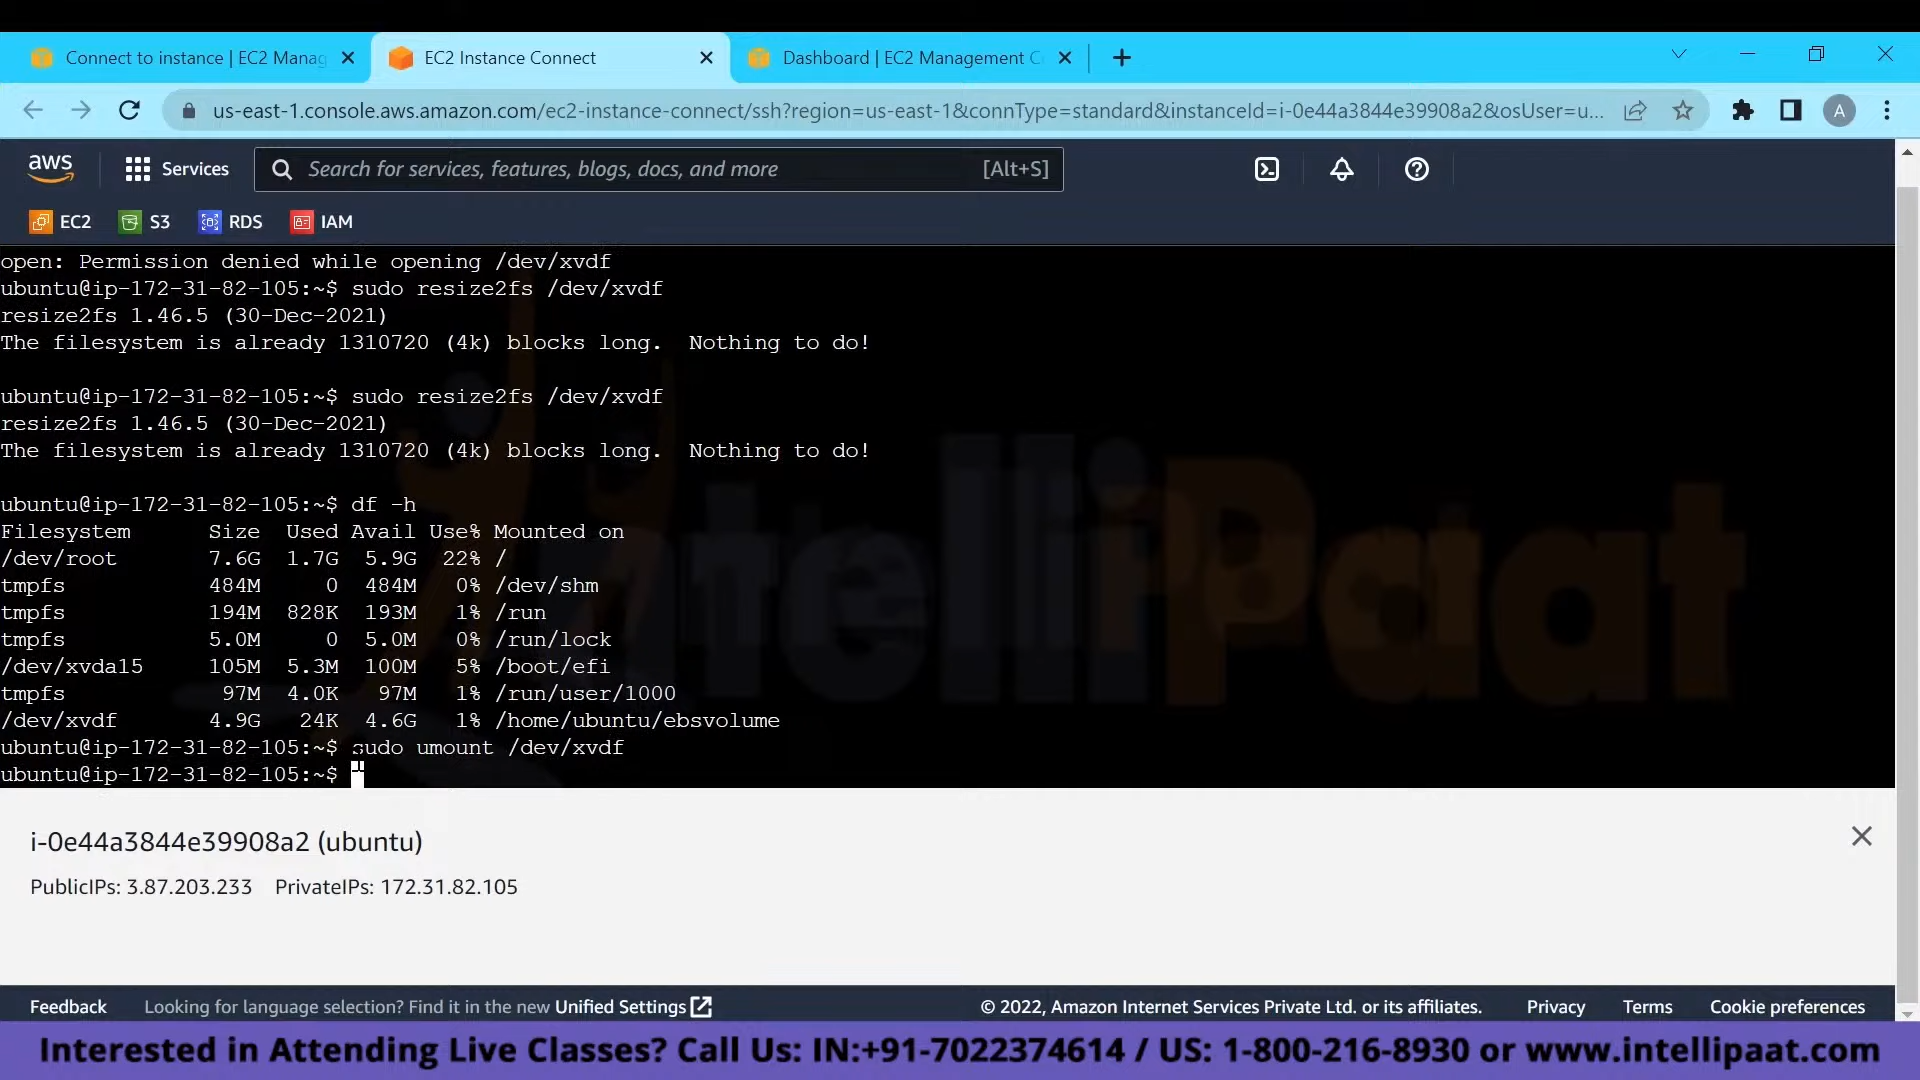 Connect to instance | EC2 Manag
EC2 Instance Connect
Dashboard | EC2 Management C
us-east-1.console.aws.amazon.com/ec2-instance-connect/ssh?region=us-east-1&connType=standard&instanceId=i-0e44a3844e39908a2&osUser=u...
A
aws
Services
Search for services, features, blogs, docs, and more
[Alt+S]
EC2
S3
RDS
IAM
open: Permission denied while opening /dev/xvdf
ubuntu@ip-172-31-82-105:~$ sudo resize2fs /dev/xvdf
resize2fs 1.46.5 (30-Dec-2021)
The filesystem is already 1310720 (4k) blocks long.  Nothing to do!
ubuntu@ip-172-31-82-105:~$ sudo resize2fs /dev/xvdf
resize2fs 1.46.5 (30-Dec-2021)
The filesystem is already 1310720 (4k) blocks long.  Nothing to do!
ubuntu@ip-172-31-82-105:~$ df -h
Filesystem      Size  Used Avail Use% Mounted on
/dev/root       7.6G  1.7G  5.9G  22% /
tmpfs           484M     0  484M   0% /dev/shm
tmpfs           194M  828K  193M   1% /run
tmpfs           5.0M     0  5.0M   0% /run/lock
/dev/xvda15     105M  5.3M  100M   5% /boot/efi
tmpfs            97M  4.0K   97M   1% /run/user/1000
/dev/xvdf       4.9G   24K  4.6G   1% /home/ubuntu/ebsvolume
ubuntu@ip-172-31-82-105:~$ sudo umount /dev/xvdf
ubuntu@ip-172-31-82-105:~$
intelliPaat
i-0e44a3844e39908a2 (ubuntu)
PublicIPs: 3.87.203.233 PrivateIPs: 172.31.82.105
Feedback
Looking for language selection? Find it in the new Unified Settings
© 2022, Amazon Internet Services Private Ltd. or its affiliates.
Privacy
Terms
Cookie preferences
Interested in Attending Live Classes? Call Us: IN:+91-7022374614 / US: 1-800-216-8930 or www.intellipaat.com